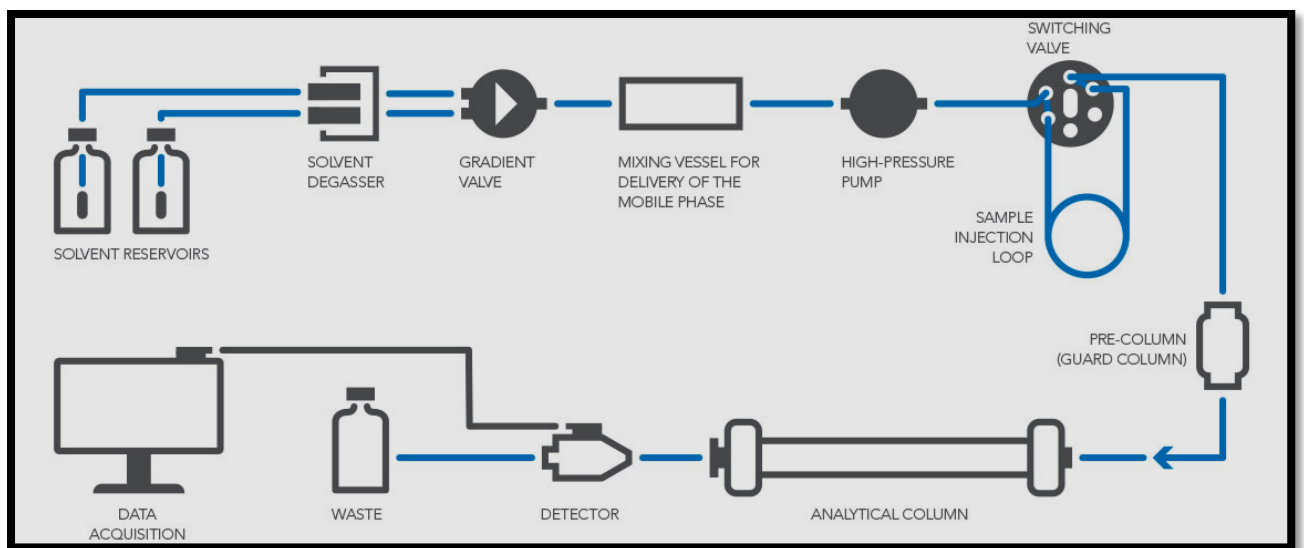 SWITCHING
VALVE
SOLVENT
DEGASSER
GRADIENT
VALVE
MIXING VESSEL FOR
DELIVERY OF THE
MOBILE PHASE
HIGH-PRESSURE
PUMP
SAMPLE
INJECTION
LOOP
SOLVENT RESERVOIRS
PRE-COLUMN
(GUARD COLUMN)
DATA
ACQUISITION
WASTE
DETECTOR
ANALYTICAL COLUMN